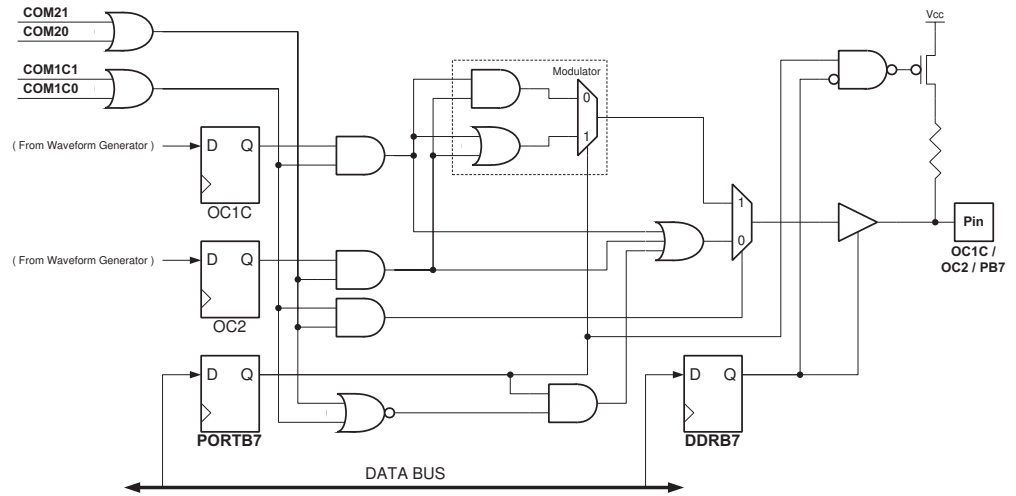 COM21
COM20
COM1C1
COM1C0
Vcc
Modulator
0
1
( From Waveform Generator )
D Q
OC1C
1
0
Pin
OC1C /
OC2 / PB7
( From Waveform Generator )
D Q
OC2
D Q
PORTB7
D Q
DDRB7
DATA BUS